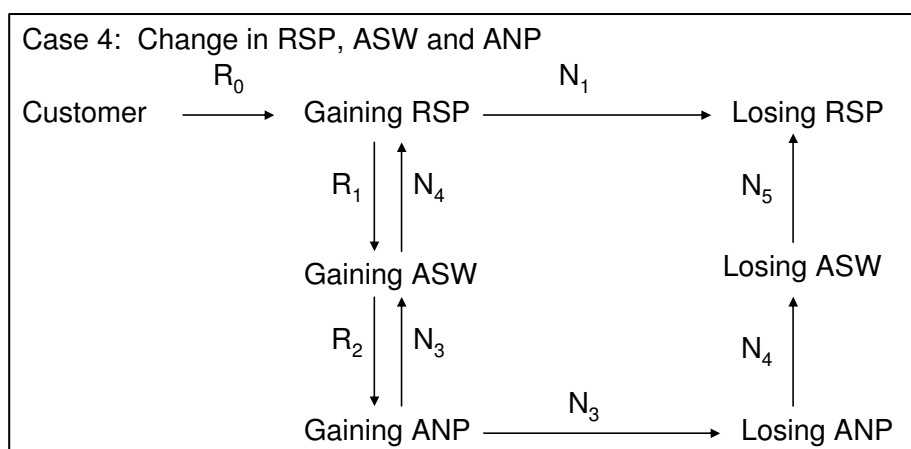 Case 4: Change in RSP, ASW and ANP
R0 N1
Customer Gaining RSP Losing RSP
R1 N4 N5
Gaining ASW Losing ASW
R2 N3 N4
N3
Gaining ANP Losing ANP